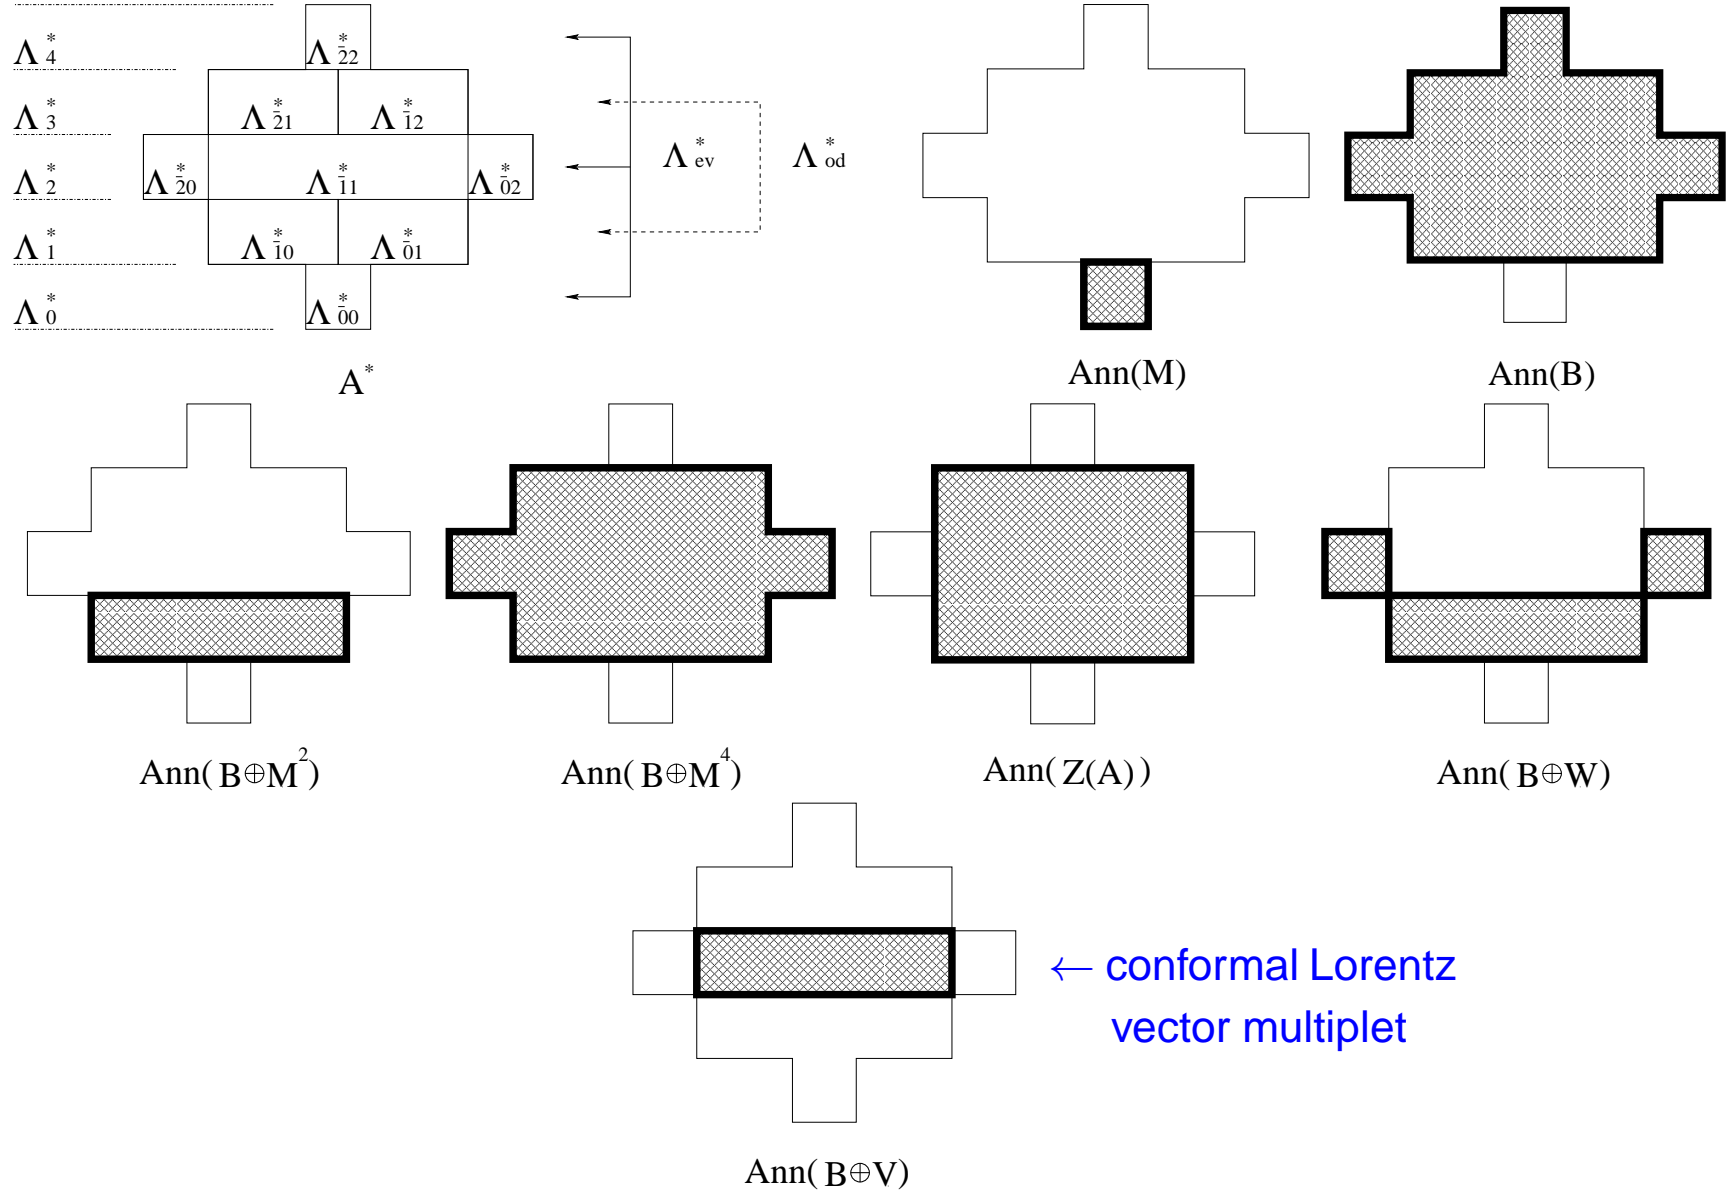 Λ*4 Λ*2̄2
Λ*3 Λ*2̄1 Λ*1̄2
Λ*2 Λ*2̄0 Λ*1̄1 Λ*0̄2 Λ*ev Λ*od
Λ*1 Λ*1̄0 Λ*0̄1
Λ*0 Λ*0̄0
A*
Ann(M)
Ann(B)
Ann(B⊕M²)
Ann(B⊕M⁴)
Ann(Z(A))
Ann(B⊕W)
← conformal Lorentz
vector multiplet
Ann(B⊕V)